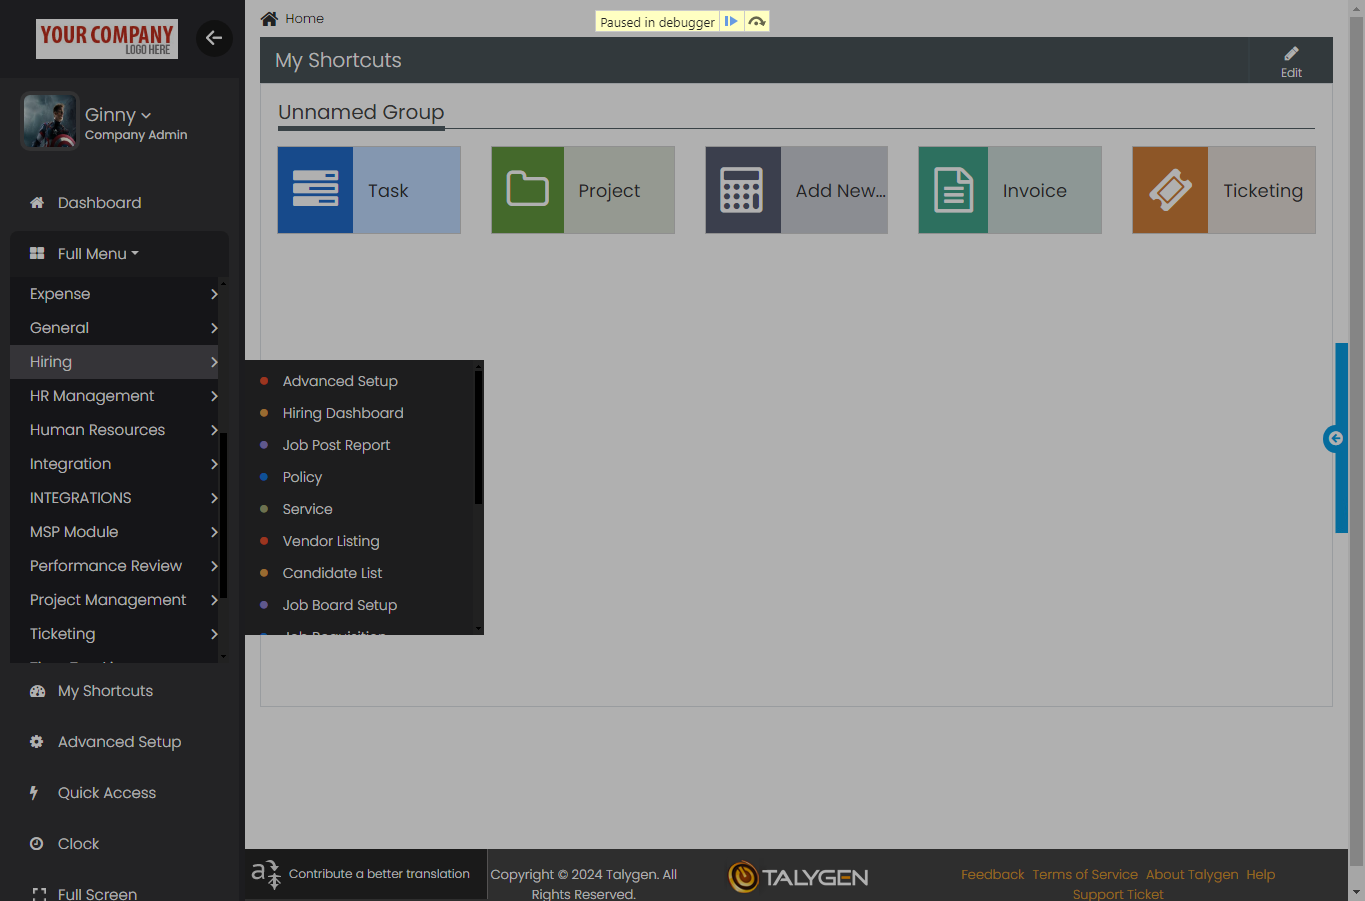 YOUR COMPANY
LOGO HERE
Home
Paused in debugger
My Shortcuts
Edit
Ginny
Company Admin
Unnamed Group
Task
Project
Add New...
Invoice
Ticketing
Dashboard
Full Menu
Expense
General
Hiring
HR Management
Human Resources
Integration
INTEGRATIONS
MSP Module
Performance Review
Project Management
Ticketing
Advanced Setup
Hiring Dashboard
Job Post Report
Policy
Service
Vendor Listing
Candidate List
Job Board Setup
Job Requisition
My Shortcuts
Advanced Setup
Quick Access
Clock
Full Screen
Contribute a better translation
Copyright © 2024 Talygen. All
Rights Reserved.
TALYGEN
Feedback Terms of Service About Talygen Help
Support Ticket